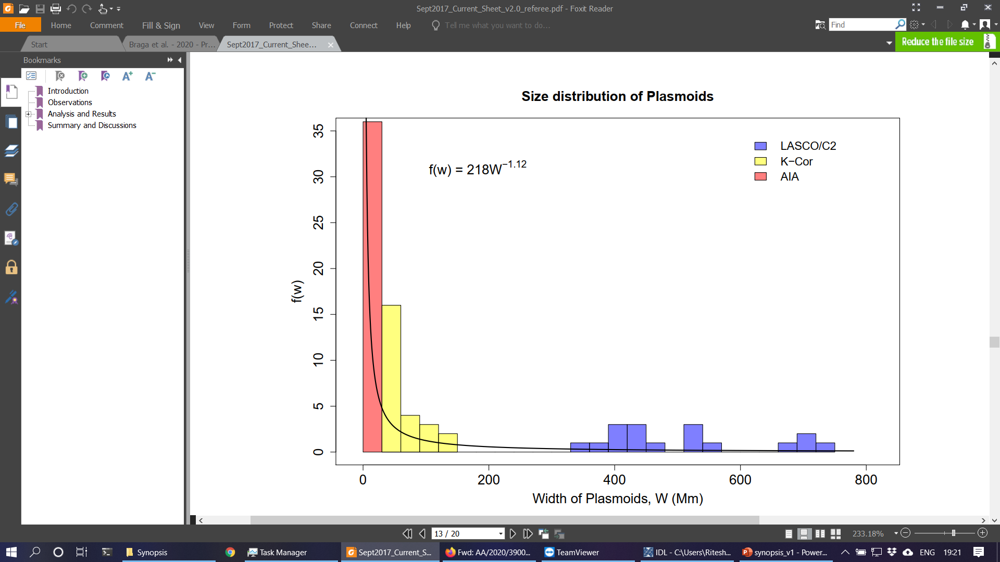 Sept2017_Current_Sheet_v2.0_referee.pdf - Foxit Reader
File Home Comment Fill & Sign View Form Protect Share Connect Help Tell me what you want to do... Find
Start Braga et al. - 2020 - Pr... Sept2017_Current_Shee... Reduce the file size
Bookmarks
Introduction
Observations
Analysis and Results
Summary and Discussions
Size distribution of Plasmoids
f(w) = 218W−1.12
LASCO/C2
K−Cor
AIA
f(w)
35
30
25
20
15
10
5
0
0 200 400 600 800
Width of Plasmoids, W (Mm)
13 / 20 233.18%
Synopsis Task Manager Sept2017_Current_S... Fwd: AA/2020/3900... TeamViewer IDL - C:\Users\Ritesh... synopsis_v1 - Power... ENG 19:21